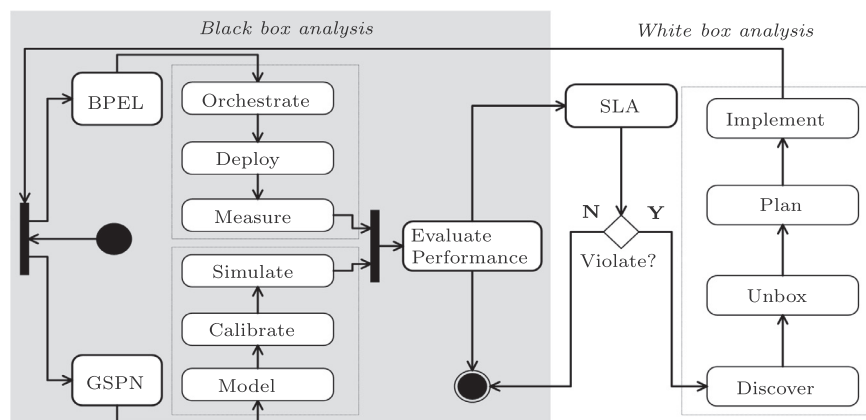 Black box analysis
White box analysis
BPEL
Orchestrate
Deploy
Measure
Simulate
Calibrate
Model
GSPN
Evaluate
Performance
SLA
N
Y
Violate?
Implement
Plan
Unbox
Discover